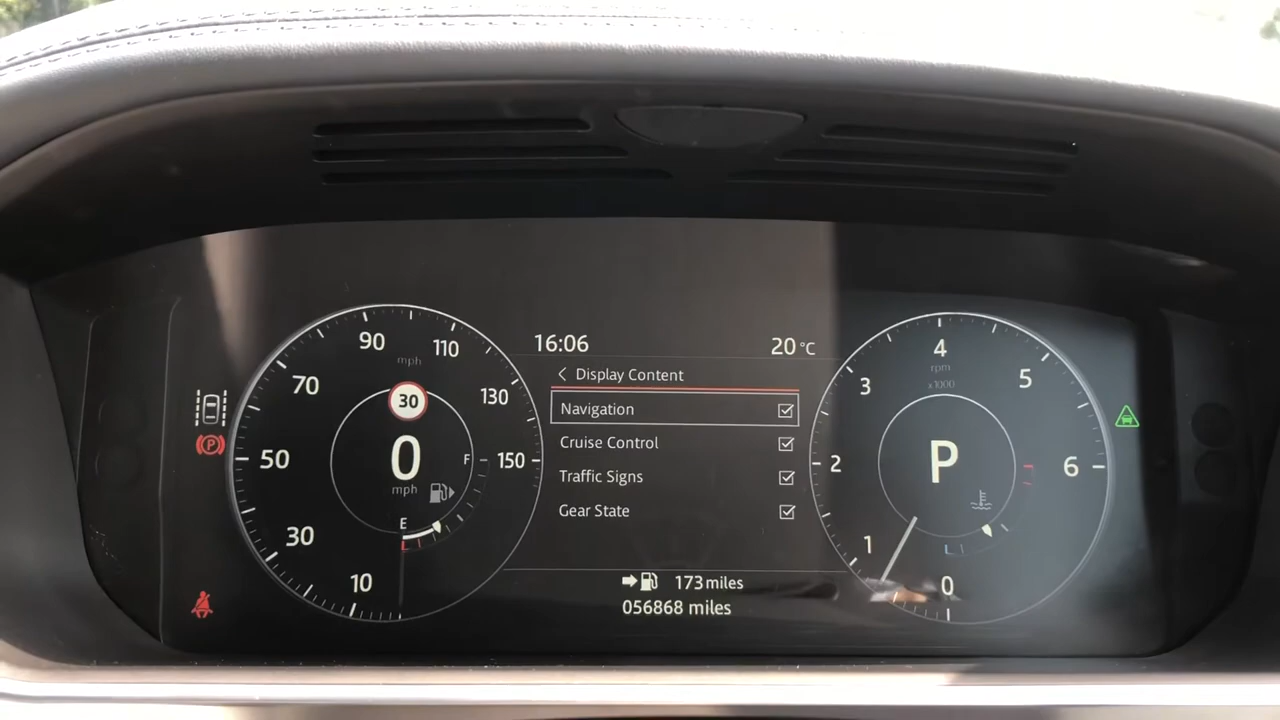 16:06
20 °C
Display Content
Navigation
Cruise Control
Traffic Signs
Gear State
173 miles
056868 miles
10
30
50
70
90
110
130
150
mph
30
0
mph
F
E
P
0
1
2
3
4
5
6
rpm
x1000
P